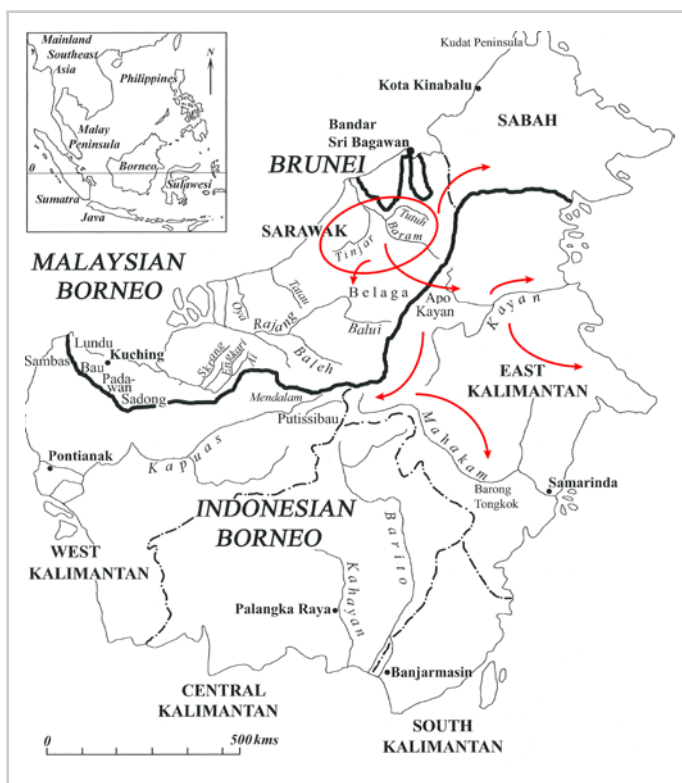 Mainland
Southeast
Asia
N
Philippines
Malay
Peninsula
Borneo
0
Sulawesi
Sumatra
Java
Kudat Peninsula
Kota Kinabalu
SABAH
Bandar
Sri Bagawan
BRUNEI
SARAWAK
Tutuh
Baram
Tinjar
MALAYSIAN
BORNEO
Belaga
Apo
Kayan
Kayan
Tatau
Oya
Rajang
Balui
Lundu
Kuching
Sambas
Bau
Pada-
wan
Sadong
Skrang
Engkari
Ai
Baleh
Mendalam
Putissibau
EAST
KALIMANTAN
Mahakam
Kapuas
Pontianak
Barong
Tongkok
Samarinda
INDONESIAN
BORNEO
Barito
WEST
KALIMANTAN
Kahayan
Palangka Raya
Banjarmasin
CENTRAL
KALIMANTAN
SOUTH
KALIMANTAN
0
500 kms